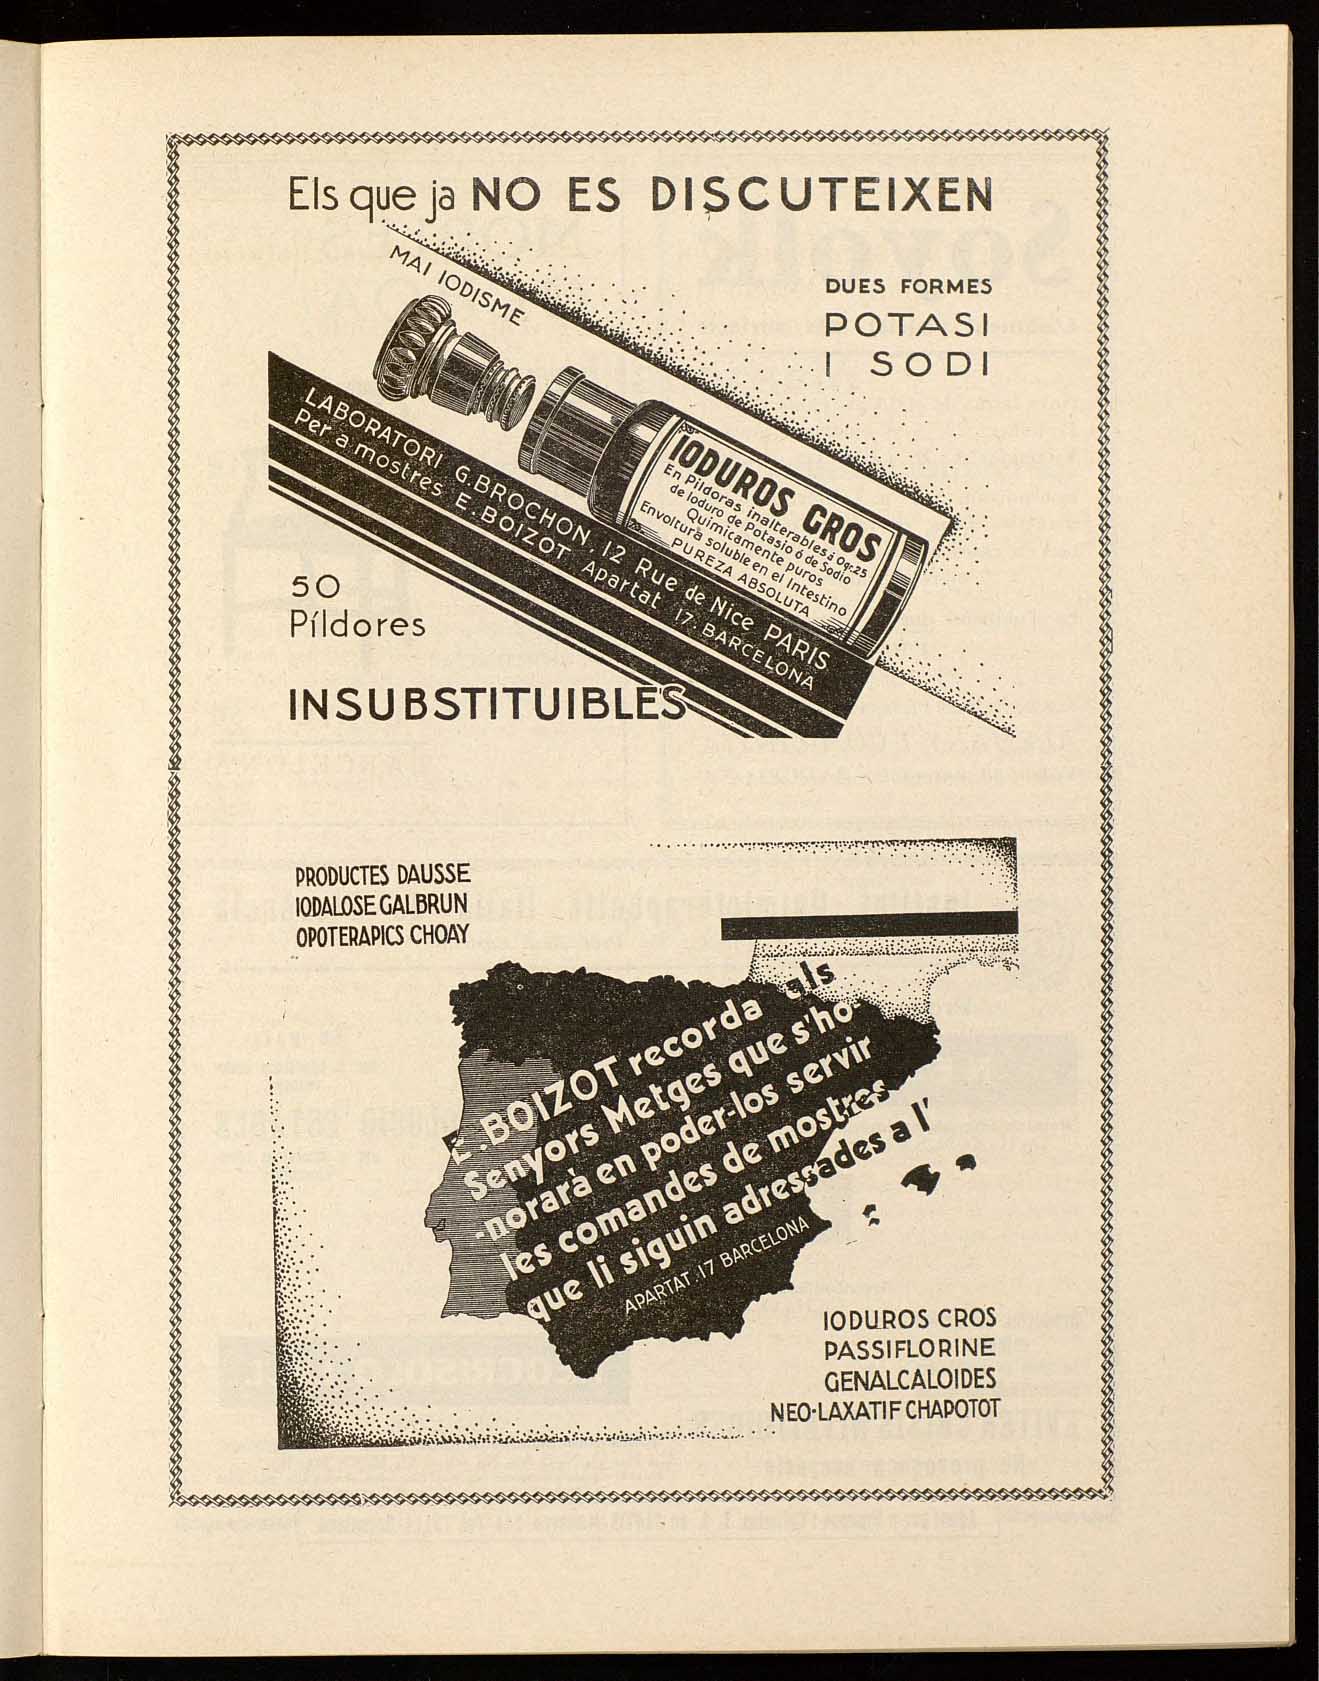 Els que ja NO ES DISCUTEIXEN
MAI IODISME
DUES FORMES
POTASI
I SODI
IODUROS CROS
En Pildoras inalterables á 0gr.25
de Ioduro de Potasio ó de Sodio
Quimicamente puros
Envoltura soluble en el Intestino
PUREZA ABSOLUTA
LABORATORI G. BROCHON, 12 Rue de Nice PARIS
Per a mostres E. BOIZOT Apartat 17. BARCELONA
50
Píldores
INSUBSTITUIBLES
PRODUCTES DAUSSE
IODALOSE GALBRUN
OPOTERAPICS CHOAY
E. BOIZOT recorda als
Senyors Metges que s'ho-
-norarà en poder-los servir
les comandes de mostres
que li siguin adressades a l'
APARTAT. 17 BARCELONA
IODUROS CROS
PASSIFLORINE
GENALCALOIDES
NEO-LAXATIF CHAPOTOT